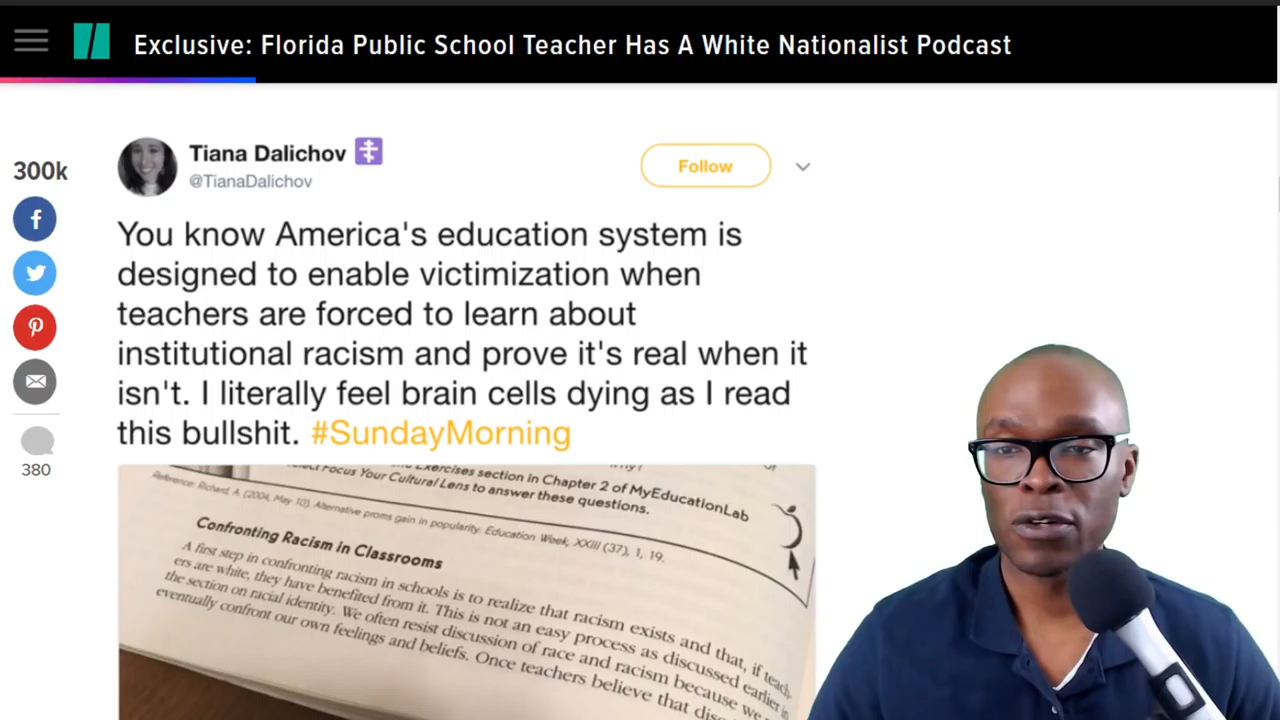 Exclusive: Florida Public School Teacher Has A White Nationalist Podcast
300k
380
Tiana Dalichov
@TianaDalichov
Follow
You know America's education system is
designed to enable victimization when
teachers are forced to learn about
institutional racism and prove it's real when it
isn't. I literally feel brain cells dying as I read
this bullshit. #SundayMorning
Exercises section in Chapter 2 of MyEducationLab
Focus Your Cultural Lens to answer these questions.
Reference: Richard, A. (2004, May 10). Alternative proms gain in popularity. Education Week, XXIII (37), 1, 19.
Confronting Racism in Classrooms
A first step in confronting racism in schools is to realize that racism exists and that, if teach-
ers are white, they have benefited from it. This is not an easy process as discussed earlier in
the section on racial identity. We often resist discussion of race and racism because we
eventually confront our own feelings and beliefs. Once teachers believe that